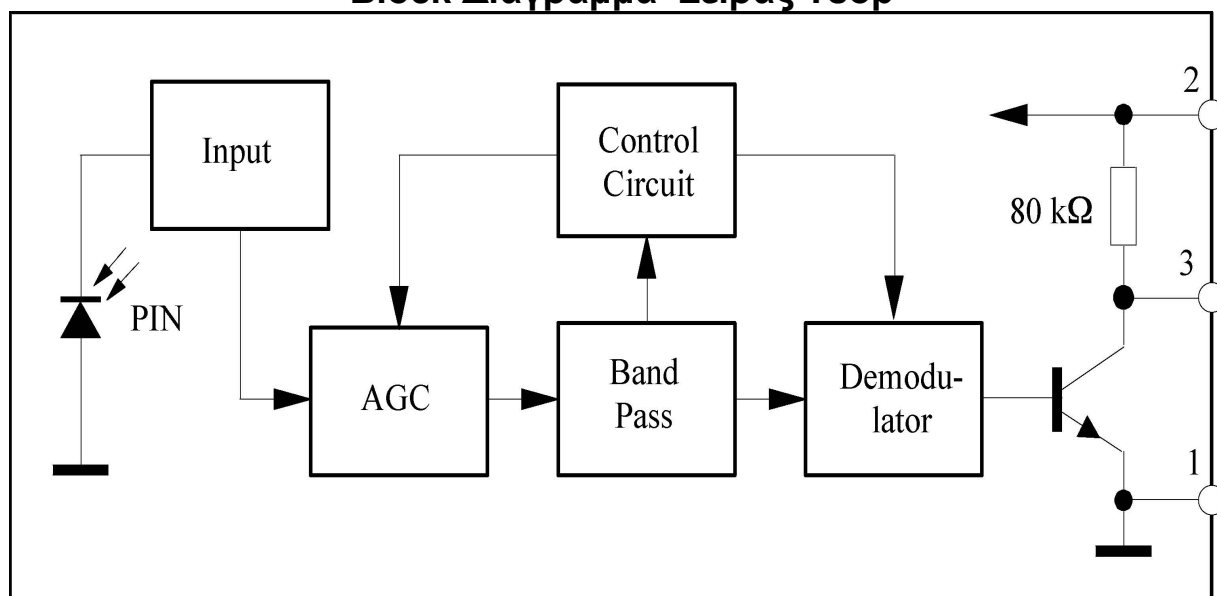 Block Διάγραμμα Σειράς Tsop
Input
Control
Circuit
2
80 kΩ
3
PIN
AGC
Band
Pass
Demodu-
lator
1